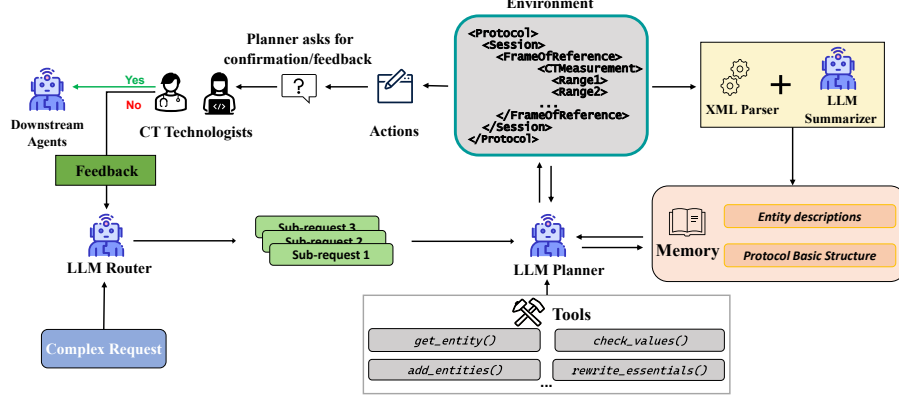 Environment
<Protocol>
<Session>
<FrameOfReference>
<CTMeasurement>
<Range1>
<Range2>
...
</FrameOfReference>
</Session>
</Protocol>
Planner asks for
confirmation/feedback
?
Yes
No
Downstream
Agents
CT Technologists
Actions
XML Parser
+
LLM
Summarizer
Feedback
LLM Router
Sub-request 3
Sub-request 2
Sub-request 1
LLM Planner
Memory
Entity descriptions
Protocol Basic Structure
Complex Request
Tools
get_entity()
check_values()
add_entities()
rewrite_essentials()
...